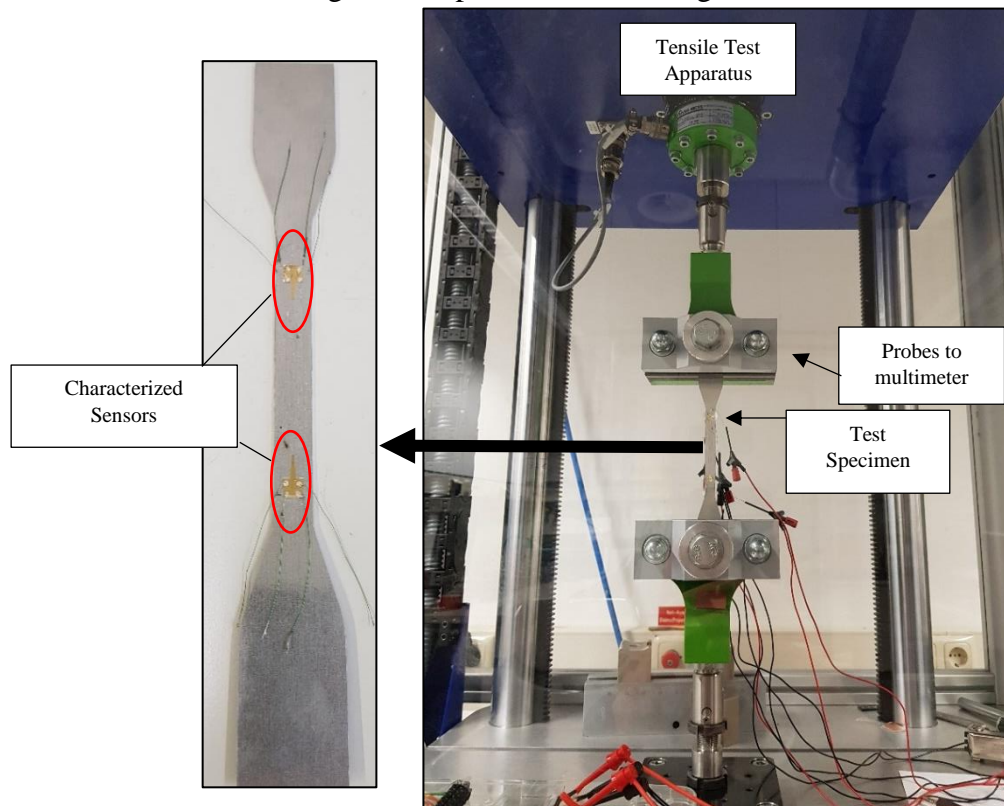 Tensile Test
Apparatus
Probes to
multimeter
Characterized
Sensors
Test
Specimen